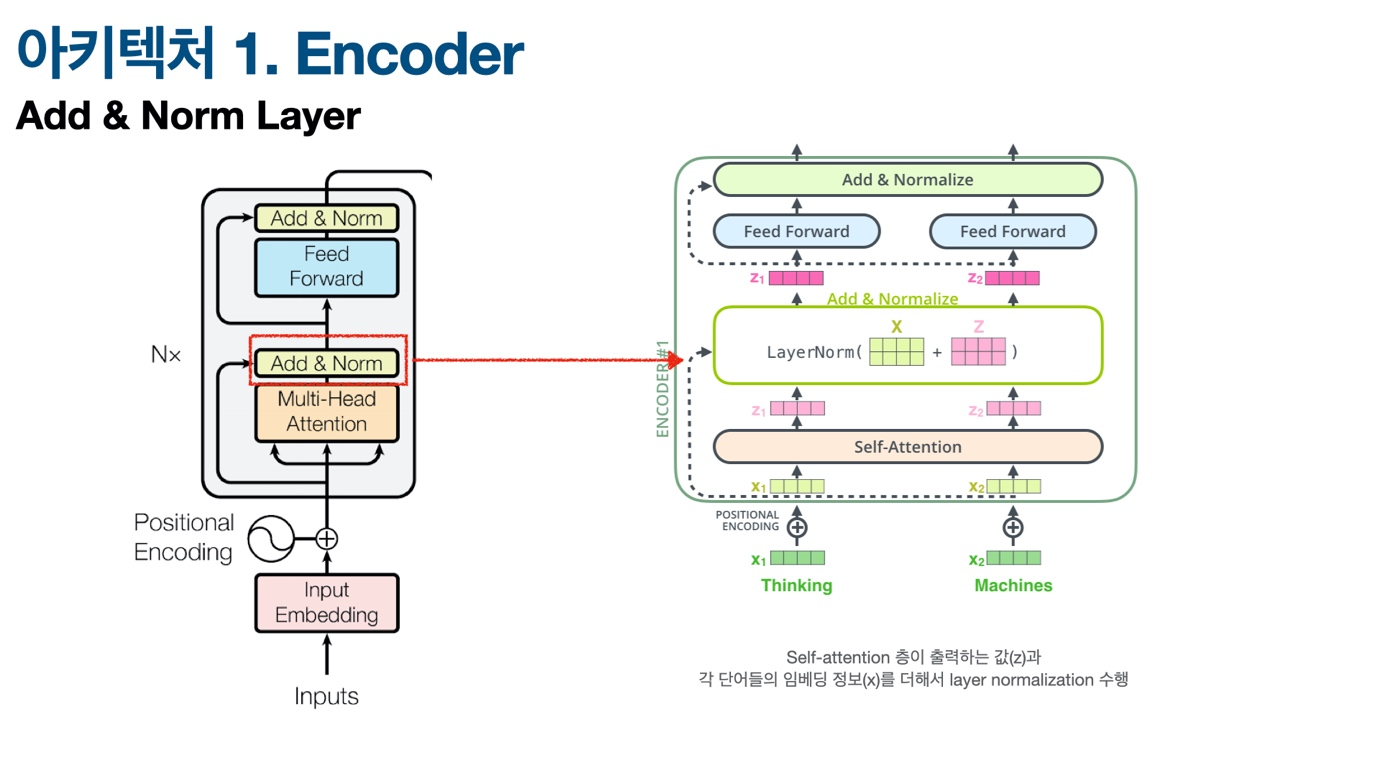 아키텍처 1. Encoder
Add & Norm Layer
Add & Norm
Feed
Forward
N×
Add & Norm
Multi-Head
Attention
Positional
Encoding
Input
Embedding
Inputs
ENCODER #1
Add & Normalize
Feed Forward
Feed Forward
z1
z2
Add & Normalize
X
Z
LayerNorm( + )
z1
z2
Self-Attention
x1
x2
POSITIONAL
ENCODING
x1
x2
Thinking
Machines
Self-attention 층이 출력하는 값(z)과
각 단어들의 임베딩 정보(x)를 더해서 layer normalization 수행